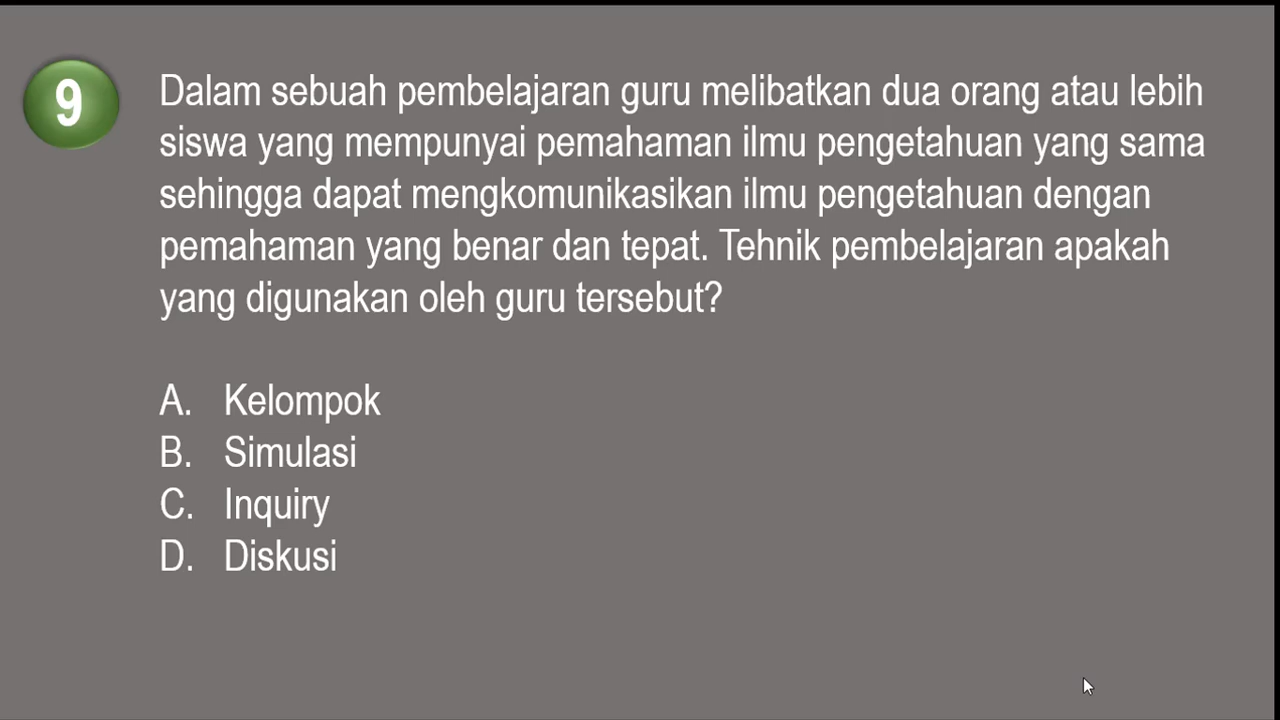 9
Dalam sebuah pembelajaran guru melibatkan dua orang atau lebih
siswa yang mempunyai pemahaman ilmu pengetahuan yang sama
sehingga dapat mengkomunikasikan ilmu pengetahuan dengan
pemahaman yang benar dan tepat. Tehnik pembelajaran apakah
yang digunakan oleh guru tersebut?
A. Kelompok
B. Simulasi
C. Inquiry
D. Diskusi